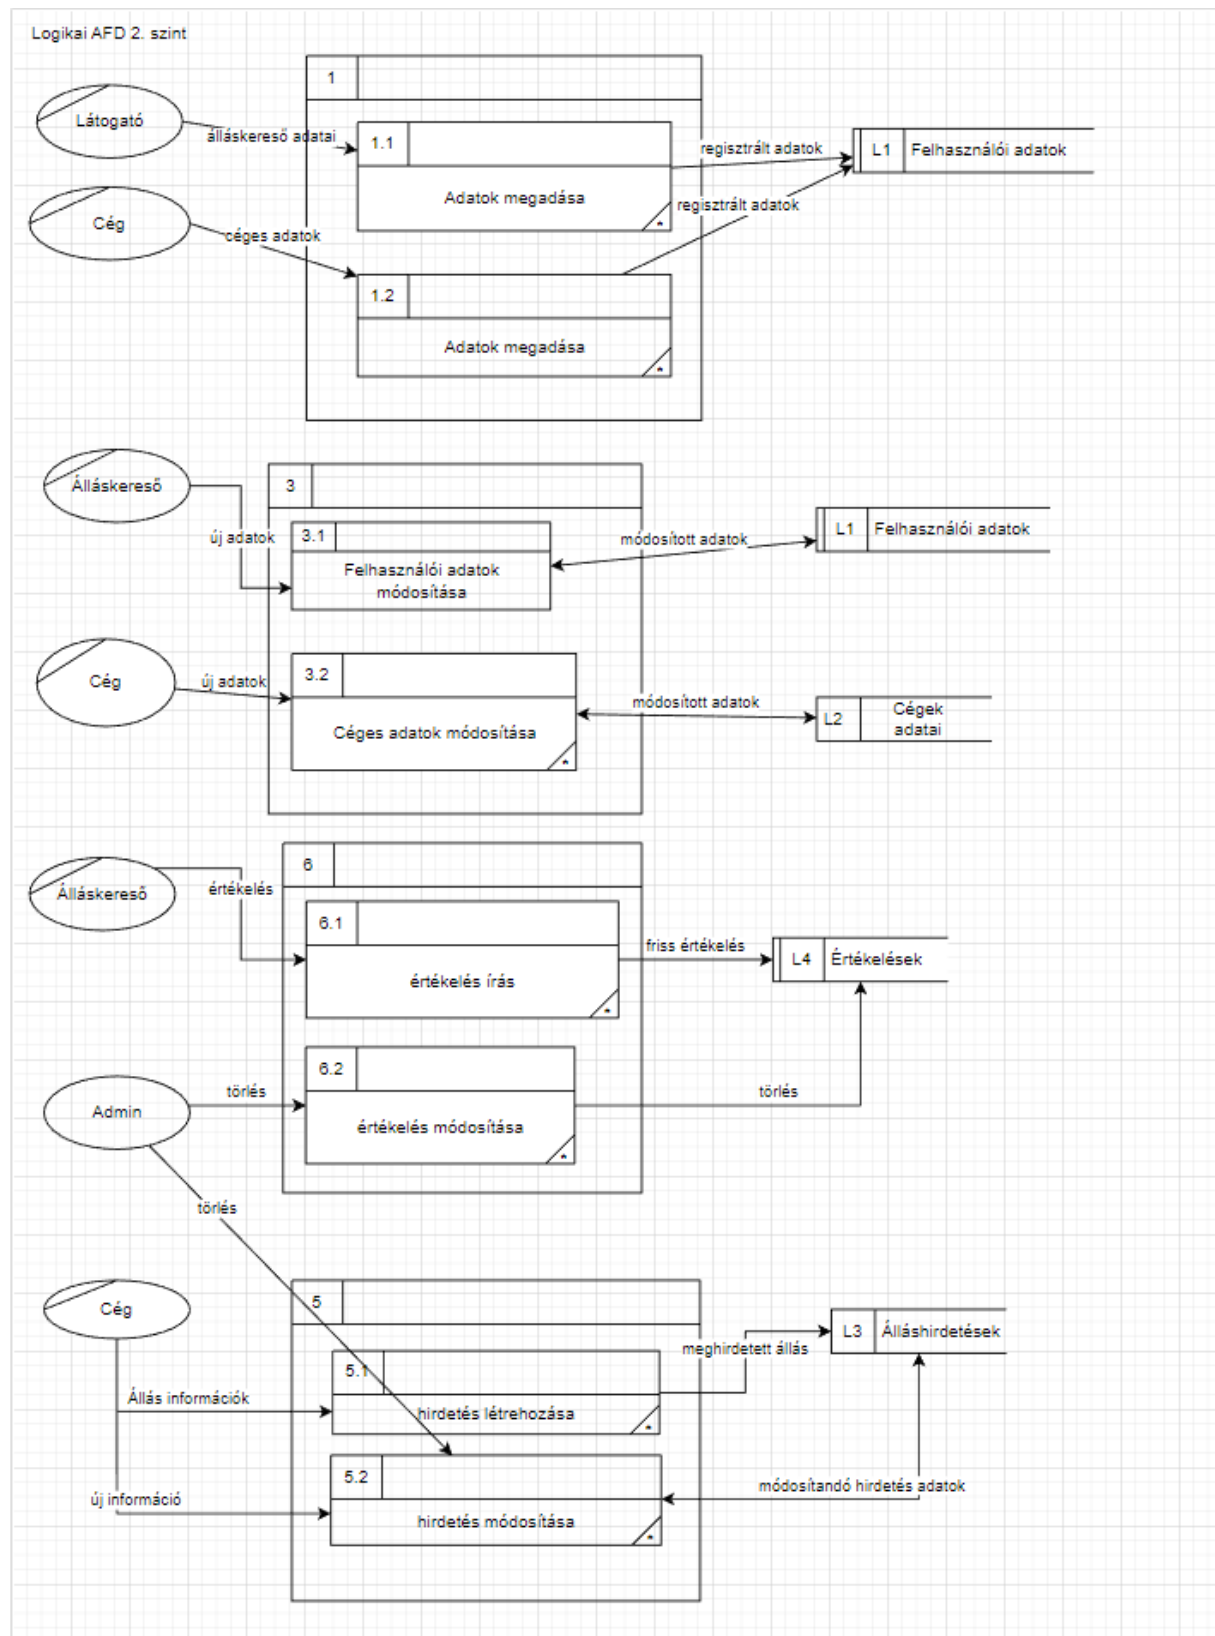 Logikai AFD 2. szint
1
Látogató
álláskereső adatai
1.1
Adatok megadása
*
regisztrált adatok
L1
Felhasználói adatok
Cég
céges adatok
regisztrált adatok
1.2
Adatok megadása
*
Álláskereső
3
új adatok
3.1
Felhasználói adatok
módosítása
módosított adatok
L1
Felhasználói adatok
Cég
új adatok
3.2
Céges adatok módosítása
*
módosított adatok
L2
Cégek
adatai
6
Álláskereső
értékelés
6.1
értékelés írás
*
friss értékelés
L4
Értékelések
Admin
törlés
6.2
értékelés módosítása
*
törlés
törlés
Cég
5
Állás információk
5.1
hirdetés létrehozása
*
meghirdetett állás
L3
Álláshirdetések
új információ
5.2
hirdetés módosítása
*
módosítandó hirdetés adatok